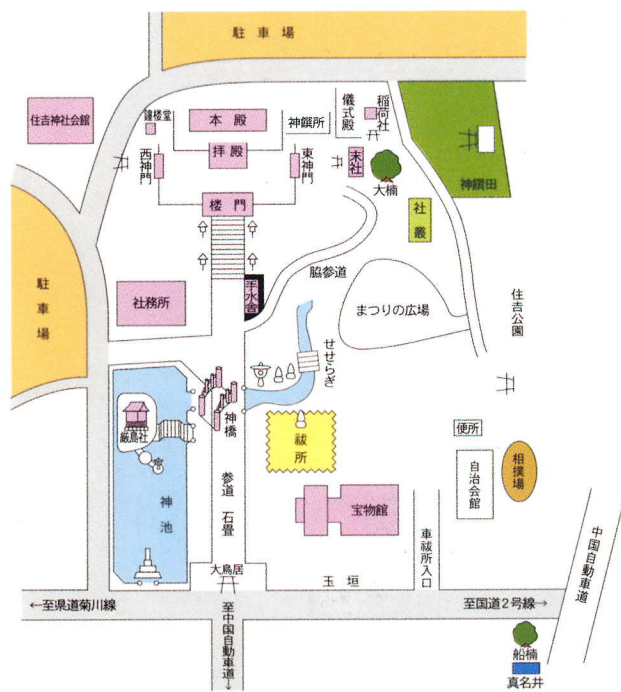 駐車場
住吉神社会館
鐘楼堂
本殿
神饌所
儀式殿
稲荷社
西神門
拝殿
東神門
末社
大楠
神饌田
楼門
社叢
駐車場
社務所
手水舎
脇参道
まつりの広場
住吉公園
せせらぎ
厳島社
神橋
祓所
便所
相撲場
自治会館
神池
参道 石畳
宝物館
車祓所入口
中国自動車道
大鳥居
玉垣
←至県道菊川線
至中国自動車道→
至国道2号線→
船楠
真名井